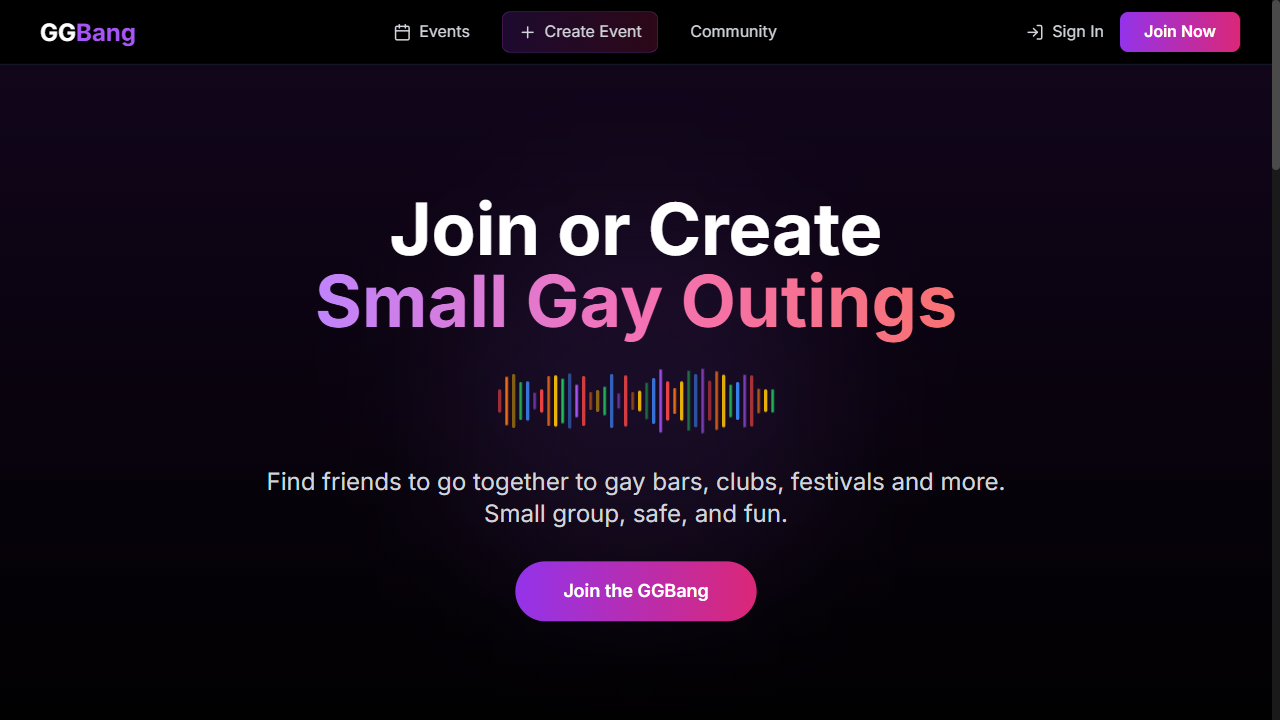 GGBang
Events
Create Event
Community
Sign In
Join Now
Join or Create
Small Gay Outings
Find friends to go together to gay bars, clubs, festivals and more.
Small group, safe, and fun.
Join the GGBang